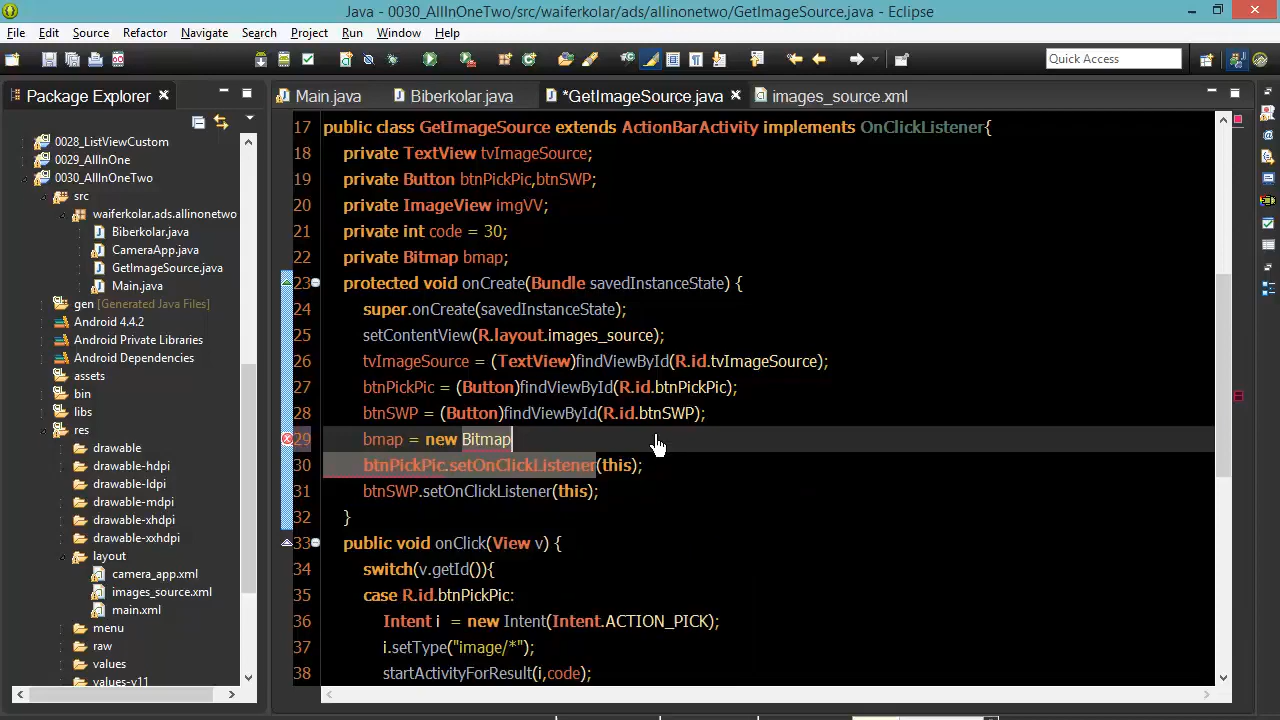 Java - 0030_AllInOneTwo/src/waiferkolar/ads/allinonetwo/GetImageSource.java - Eclipse
File Edit Source Refactor Navigate Search Project Run Window Help
Quick Access
Package Explorer
Main.java Biberkolar.java *GetImageSource.java images_source.xml
0028_ListViewCustom
0029_AllInOne
0030_AllInOneTwo
src
waiferkolar.ads.allinonetwo
Biberkolar.java
CameraApp.java
GetImageSource.java
Main.java
gen [Generated Java Files]
Android 4.4.2
Android Private Libraries
Android Dependencies
assets
bin
libs
res
drawable
drawable-hdpi
drawable-ldpi
drawable-mdpi
drawable-xhdpi
drawable-xxhdpi
layout
camera_app.xml
images_source.xml
main.xml
menu
raw
values
values-v11
17 public class GetImageSource extends ActionBarActivity implements OnClickListener{
18 private TextView tvImageSource;
19 private Button btnPickPic,btnSWP;
20 private ImageView imgVV;
21 private int code = 30;
22 private Bitmap bmap;
23 protected void onCreate(Bundle savedInstanceState) {
24 super.onCreate(savedInstanceState);
25 setContentView(R.layout.images_source);
26 tvImageSource = (TextView)findViewById(R.id.tvImageSource);
27 btnPickPic = (Button)findViewById(R.id.btnPickPic);
28 btnSWP = (Button)findViewById(R.id.btnSWP);
29 bmap = new Bitmap
30 btnPickPic.setOnClickListener(this);
31 btnSWP.setOnClickListener(this);
32 }
33 public void onClick(View v) {
34 switch(v.getId()){
35 case R.id.btnPickPic:
36 Intent i = new Intent(Intent.ACTION_PICK);
37 i.setType("image/*");
38 startActivityForResult(i,code);